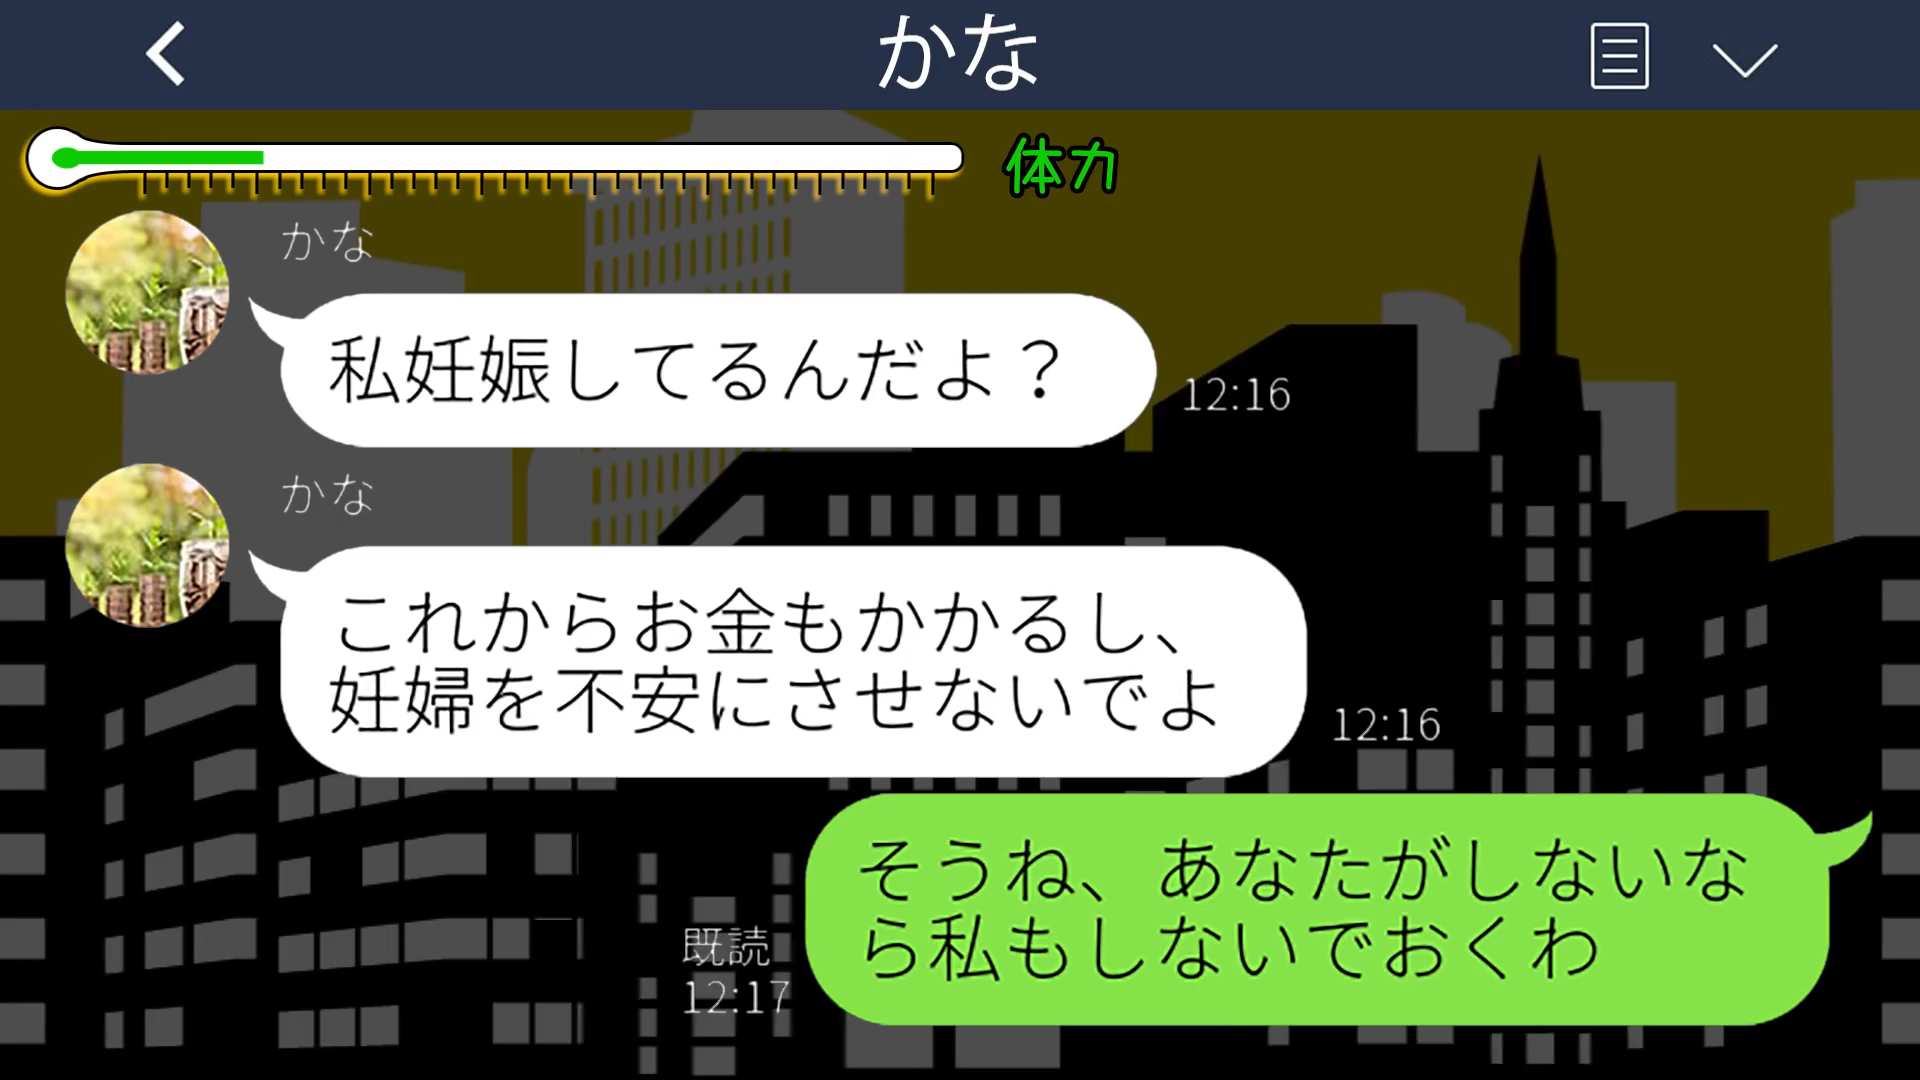 かな
体力
かな
私妊娠してるんだよ？
12:16
かな
これからお金もかかるし、
妊婦を不安にさせないでよ
12:16
そうね、あなたがしないな
ら私もしないでおくわ
既読
12:17